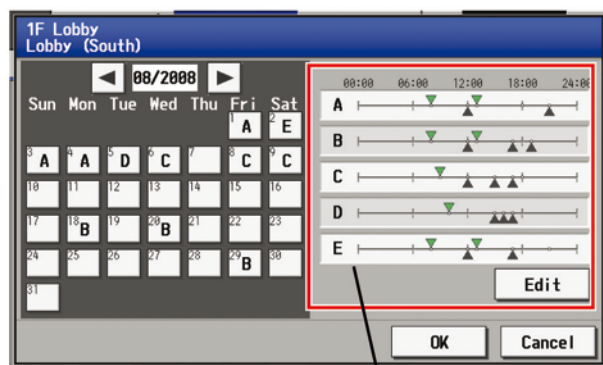 1F Lobby
Lobby (South)
08/2008
Sun Mon Tue Wed Thu Fri Sat
1 A 2 E
3 A 4 A 5 D 6 C 7 8 C 9 C
10 11 12 13 14 15 16
17 18 B 19 20 B 21 22 23
24 25 26 27 28 29 B 30
31
00:00 06:00 12:00 18:00 24:00
A
B
C
D
E
Edit
OK Cancel